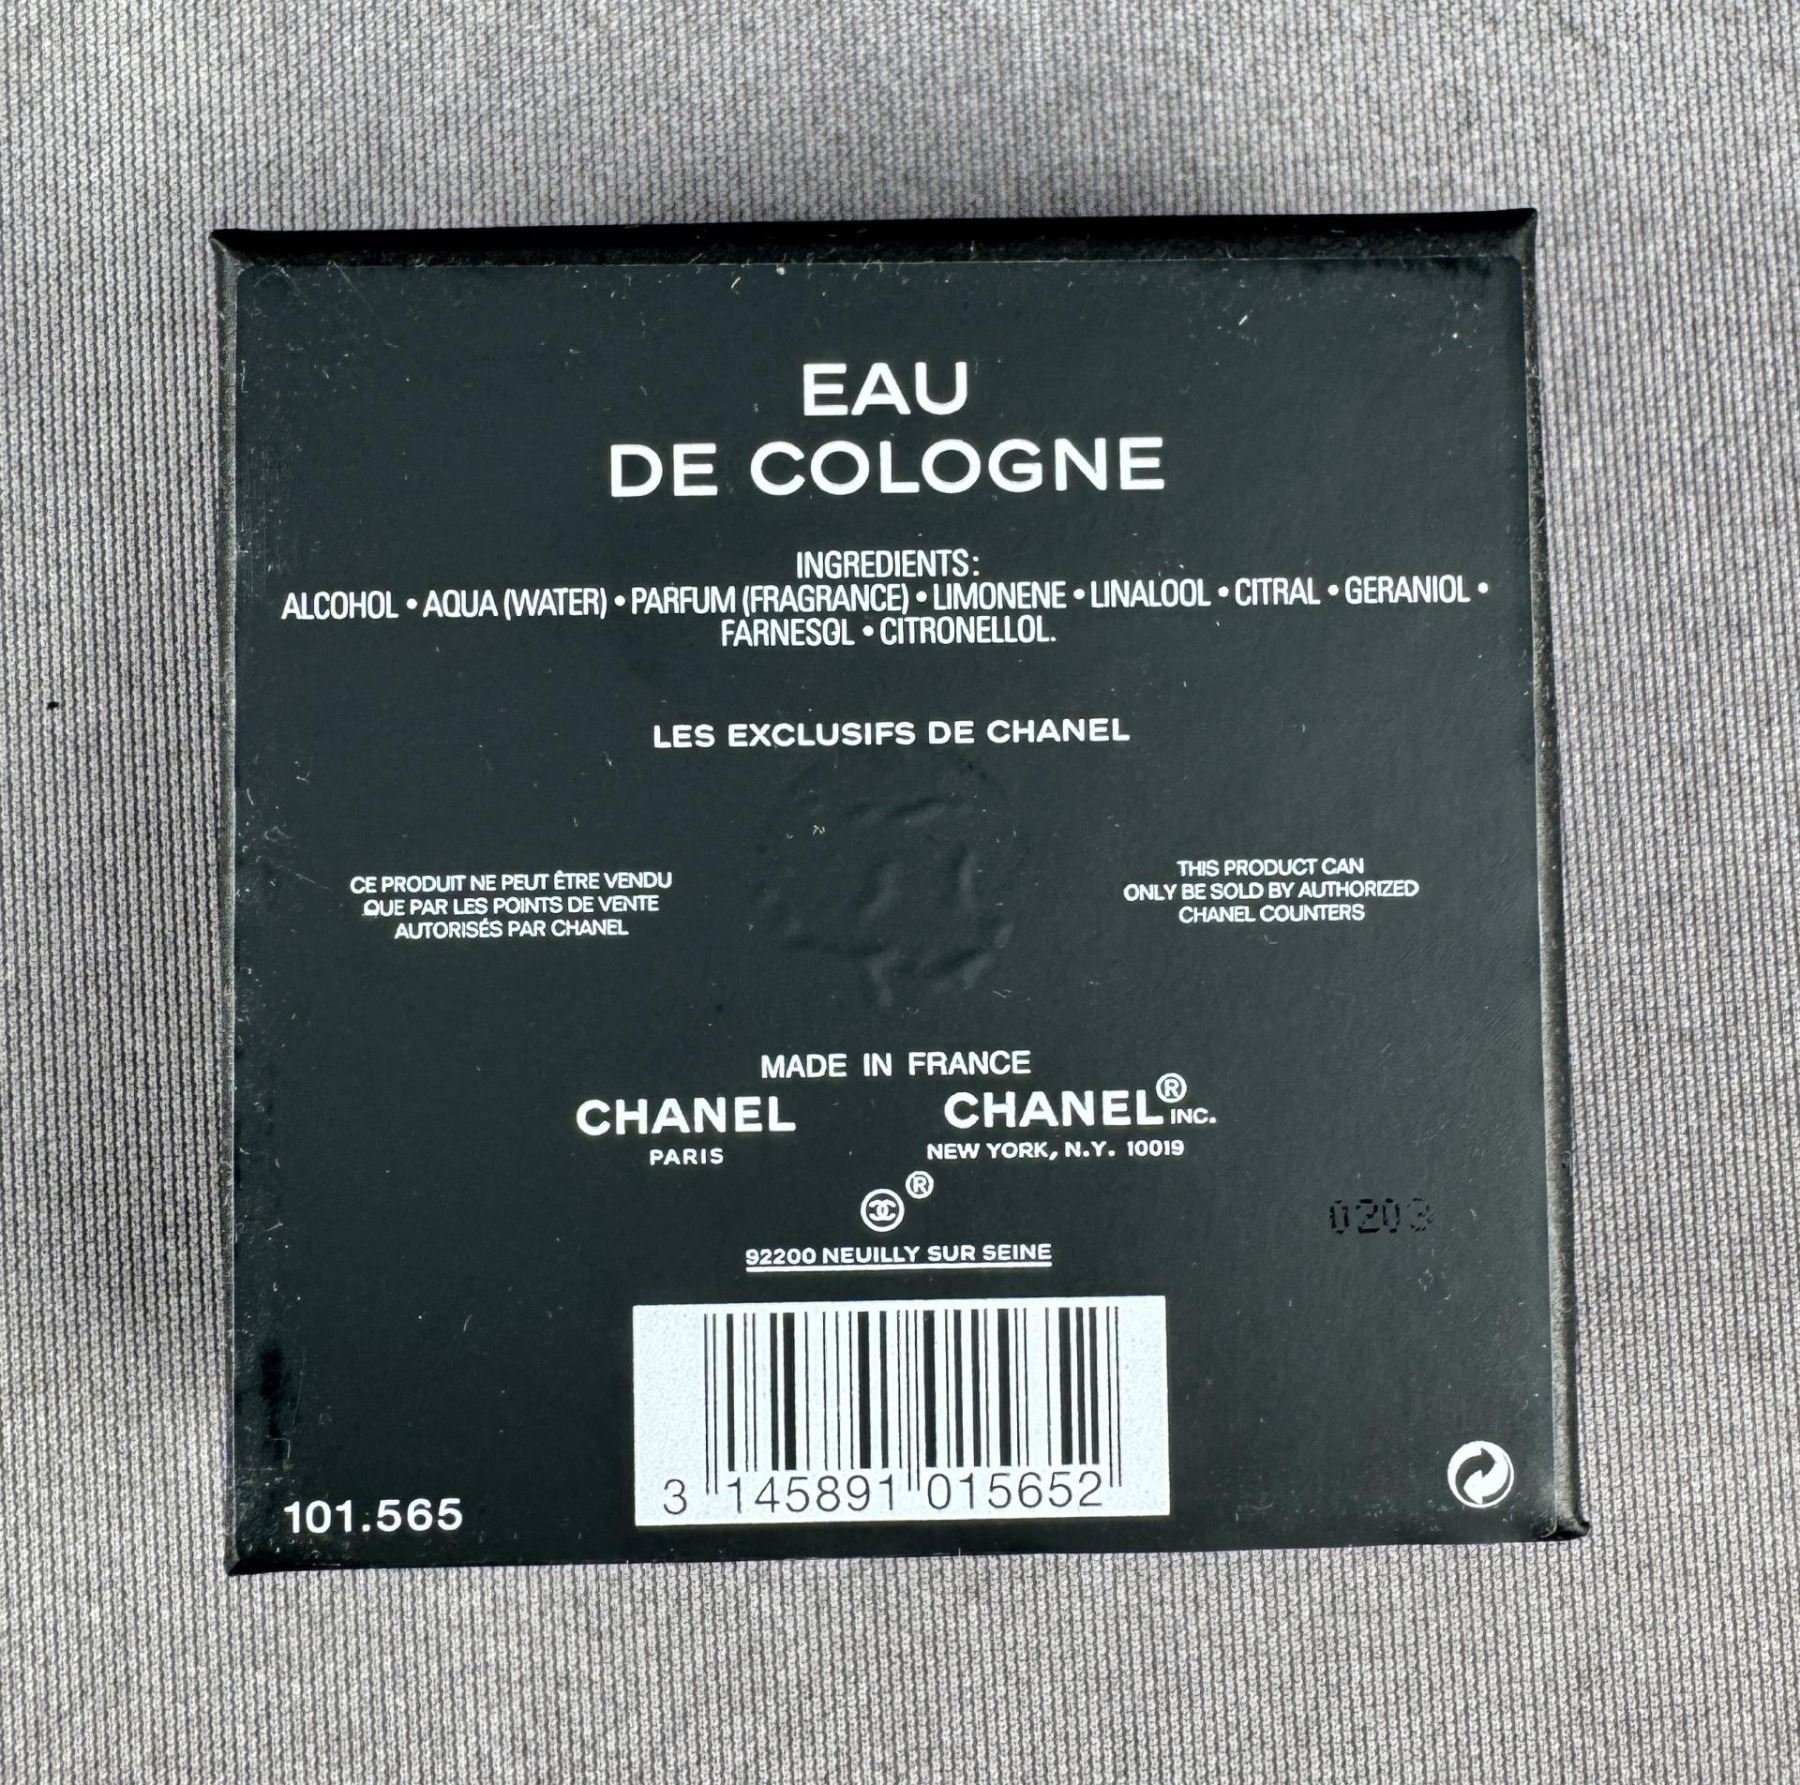 EAU
DE COLOGNE
INGREDIENTS:
ALCOHOL • AQUA (WATER) • PARFUM (FRAGRANCE) • LIMONENE • LINALOOL • CITRAL • GERANIOL •
FARNESOL • CITRONELLOL.
LES EXCLUSIFS DE CHANEL
CE PRODUIT NE PEUT ÊTRE VENDU
QUE PAR LES POINTS DE VENTE
AUTORISÉS PAR CHANEL
THIS PRODUCT CAN
ONLY BE SOLD BY AUTHORIZED
CHANEL COUNTERS
MADE IN FRANCE
CHANEL
PARIS
CHANEL® INC.
NEW YORK, N.Y. 10019
®
92200 NEUILLY SUR SEINE
0203
3 145891 015652
101.565